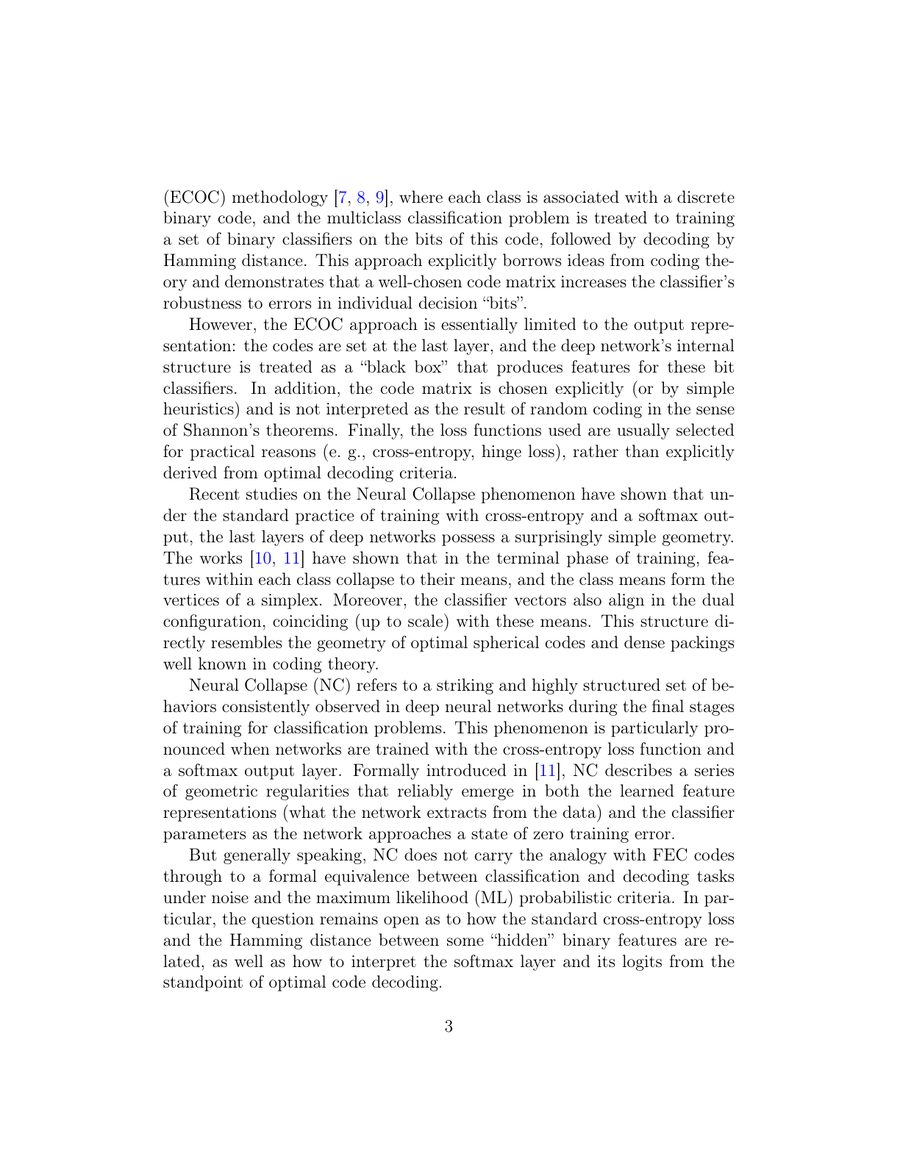 (ECOC) methodology [7, 8, 9], where each class is associated with a discrete
binary code, and the multiclass classification problem is treated to training
a set of binary classifiers on the bits of this code, followed by decoding by
Hamming distance. This approach explicitly borrows ideas from coding the-
ory and demonstrates that a well-chosen code matrix increases the classifier's
robustness to errors in individual decision “bits”.
However, the ECOC approach is essentially limited to the output repre-
sentation: the codes are set at the last layer, and the deep network's internal
structure is treated as a “black box” that produces features for these bit
classifiers. In addition, the code matrix is chosen explicitly (or by simple
heuristics) and is not interpreted as the result of random coding in the sense
of Shannon's theorems. Finally, the loss functions used are usually selected
for practical reasons (e. g., cross-entropy, hinge loss), rather than explicitly
derived from optimal decoding criteria.
Recent studies on the Neural Collapse phenomenon have shown that un-
der the standard practice of training with cross-entropy and a softmax out-
put, the last layers of deep networks possess a surprisingly simple geometry.
The works [10, 11] have shown that in the terminal phase of training, fea-
tures within each class collapse to their means, and the class means form the
vertices of a simplex. Moreover, the classifier vectors also align in the dual
configuration, coinciding (up to scale) with these means. This structure di-
rectly resembles the geometry of optimal spherical codes and dense packings
well known in coding theory.
Neural Collapse (NC) refers to a striking and highly structured set of be-
haviors consistently observed in deep neural networks during the final stages
of training for classification problems. This phenomenon is particularly pro-
nounced when networks are trained with the cross-entropy loss function and
a softmax output layer. Formally introduced in [11], NC describes a series
of geometric regularities that reliably emerge in both the learned feature
representations (what the network extracts from the data) and the classifier
parameters as the network approaches a state of zero training error.
But generally speaking, NC does not carry the analogy with FEC codes
through to a formal equivalence between classification and decoding tasks
under noise and the maximum likelihood (ML) probabilistic criteria. In par-
ticular, the question remains open as to how the standard cross-entropy loss
and the Hamming distance between some “hidden” binary features are re-
lated, as well as how to interpret the softmax layer and its logits from the
standpoint of optimal code decoding.
3